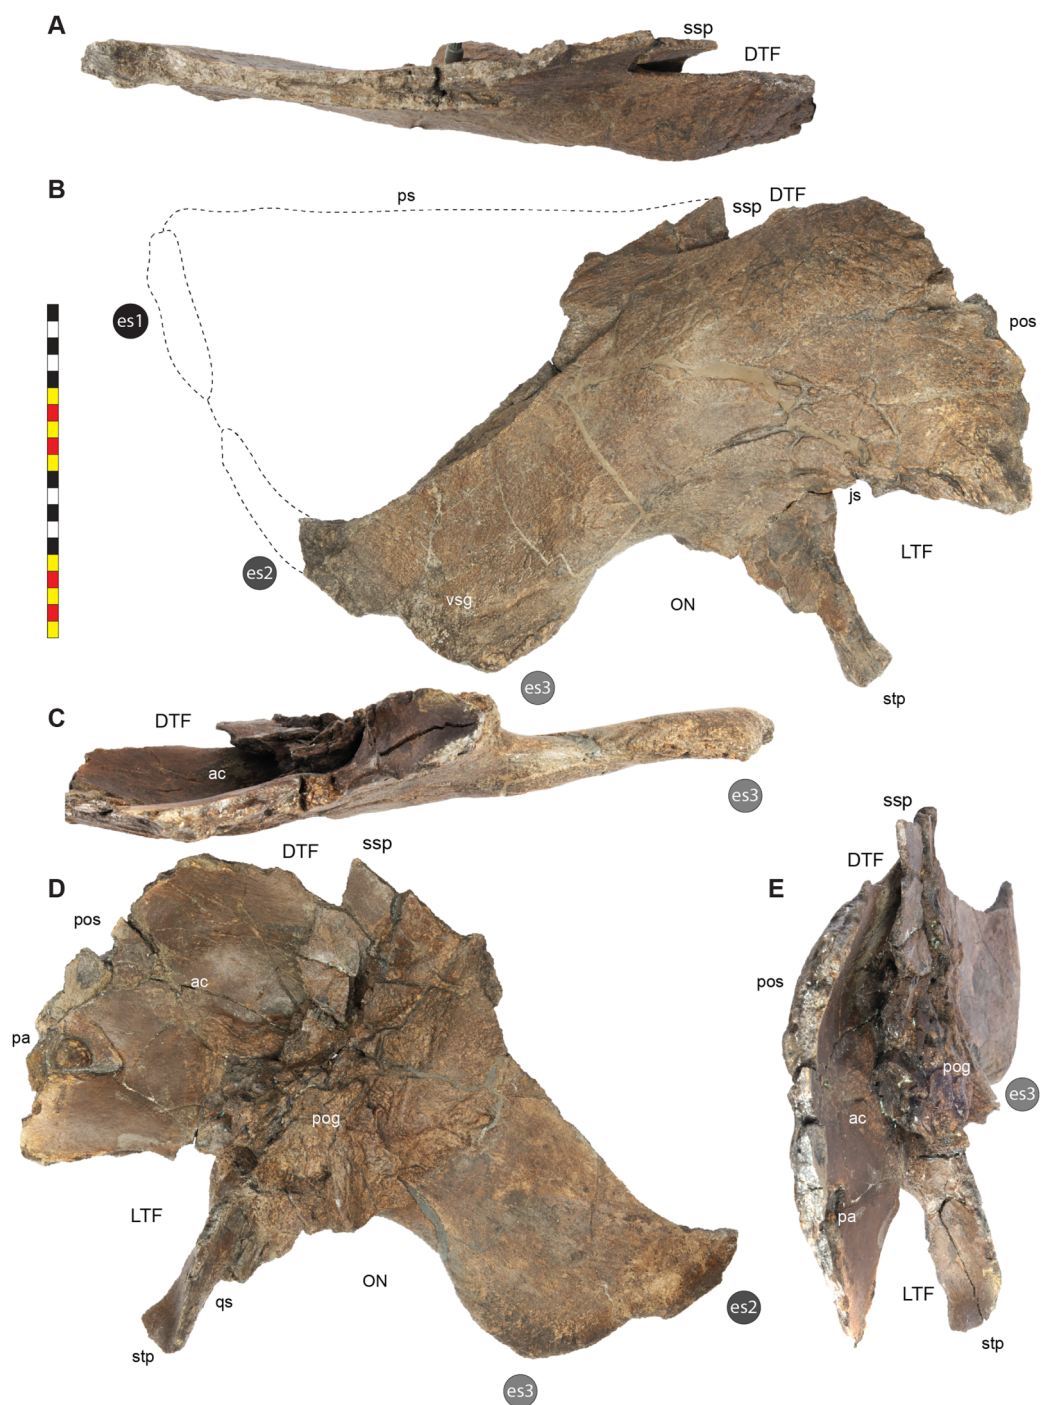 A
ssp
DTF
B
ps
ssp
DTF
es1
pos
js
LTF
es2
vsg
ON
es3
stp
C
DTF
ac
es3
ssp
D
DTF
ssp
E
DTF
pos
ac
pos
pa
pog
pog
es3
ac
LTF
pa
qs
ON
es2
LTF
stp
stp
es3